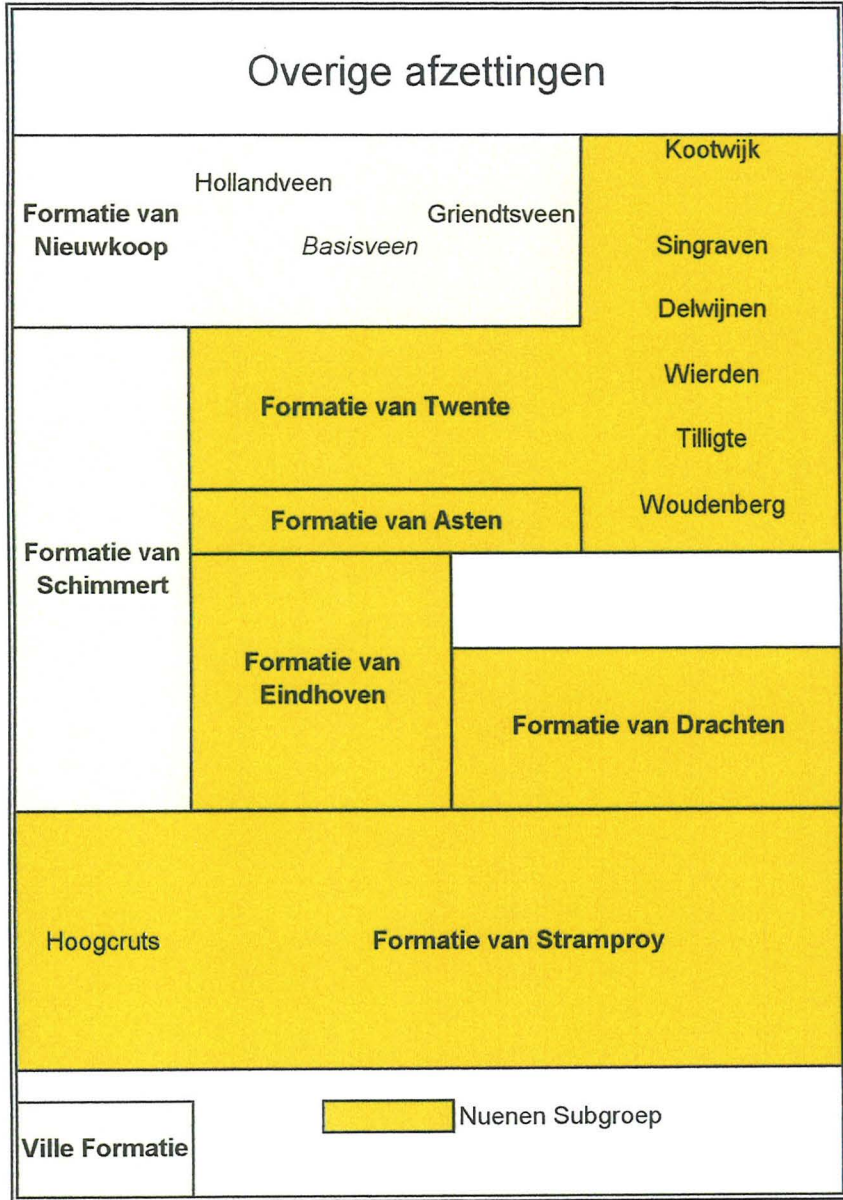 Overige afzettingen
Kootwijk
Hollandveen
Formatie van
Nieuwkoop
Griendtsveen
Basisveen
Singraven
Delwijnen
Wierden
Formatie van Twente
Tilligte
Woudenberg
Formatie van Asten
Formatie van
Schimmert
Formatie van
Eindhoven
Formatie van Drachten
Hoogcruts
Formatie van Stramproy
Nuenen Subgroep
Ville Formatie